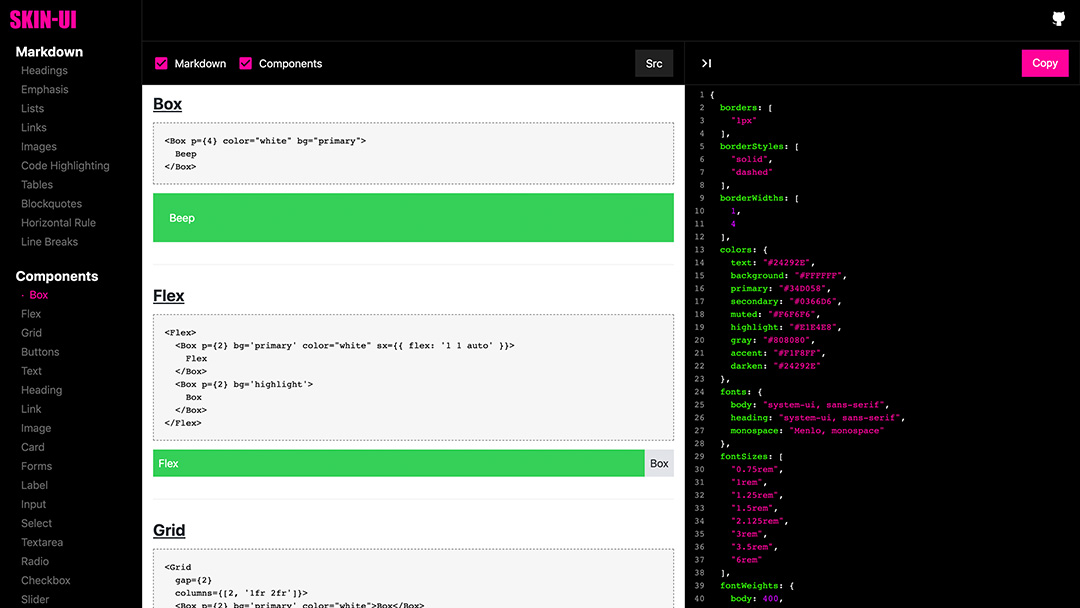 SKIN-UI
Markdown
Headings
Emphasis
Lists
Links
Images
Code Highlighting
Tables
Blockquotes
Horizontal Rule
Line Breaks
Components
· Box
Flex
Grid
Buttons
Text
Heading
Link
Image
Card
Forms
Label
Input
Select
Textarea
Radio
Checkbox
Slider
Markdown Components Src
Box
<Box p={4} color="white" bg="primary">
Beep
</Box>
Beep
Flex
<Flex>
<Box p={2} bg='primary' color="white" sx={{ flex: '1 1 auto' }}>
Flex
</Box>
<Box p={2} bg='highlight'>
Box
</Box>
</Flex>
Flex Box
Grid
<Grid
gap={2}
columns={[2, '1fr 2fr']}>
<Box p={2} bg='primary' color="white">Box</Box>
Copy
1 {
2 borders: [
3 "1px"
4 ],
5 borderStyles: [
6 "solid",
7 "dashed"
8 ],
9 borderWidths: [
10 1,
11 4
12 ],
13 colors: {
14 text: "#24292E",
15 background: "#FFFFFF",
16 primary: "#34D058",
17 secondary: "#0366D6",
18 muted: "#F6F6F6",
19 highlight: "#E1E4E8",
20 gray: "#808080",
21 accent: "#F1F8FF",
22 darken: "#24292E"
23 },
24 fonts: {
25 body: "system-ui, sans-serif",
26 heading: "system-ui, sans-serif",
27 monospace: "Menlo, monospace"
28 },
29 fontSizes: [
30 "0.75rem",
31 "1rem",
32 "1.25rem",
33 "1.5rem",
34 "2.125rem",
35 "3rem",
36 "3.5rem",
37 "6rem"
38 ],
39 fontWeights: {
40 body: 400,